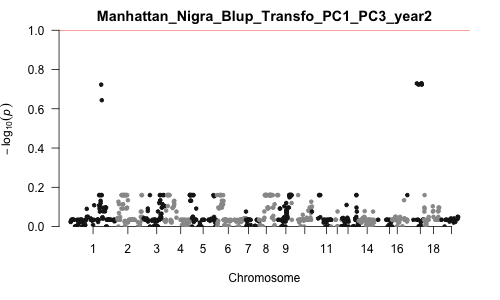 Manhattan_Nigra_Blup_Transfo_PC1_PC3_year2
1.0
0.8
0.6
0.4
0.2
0.0
− log₁₀(p)
1 2 3 4 5 6 7 8 9 11 14 16 18
Chromosome